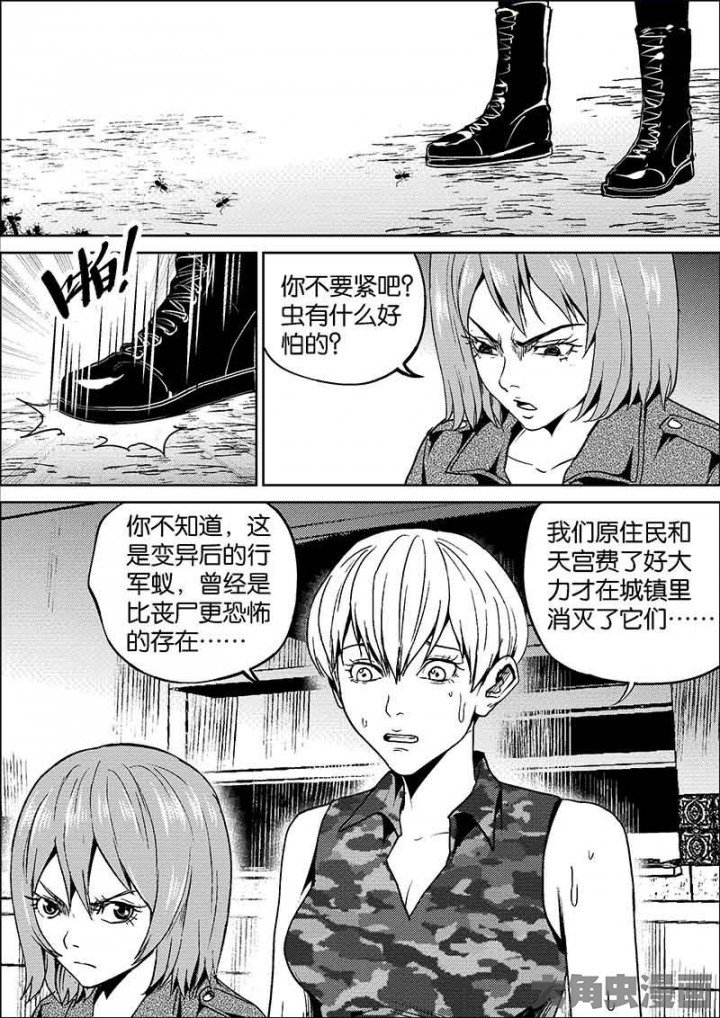 啪！
你不要紧吧？
虫有什么好
怕的？
你不知道，这
是变异后的行
军蚁，曾经是
比丧尸更恐怖
的存在……
我们原住民和
天宫费了好大
力才在城镇里
消灭了它们……
大角虫漫画